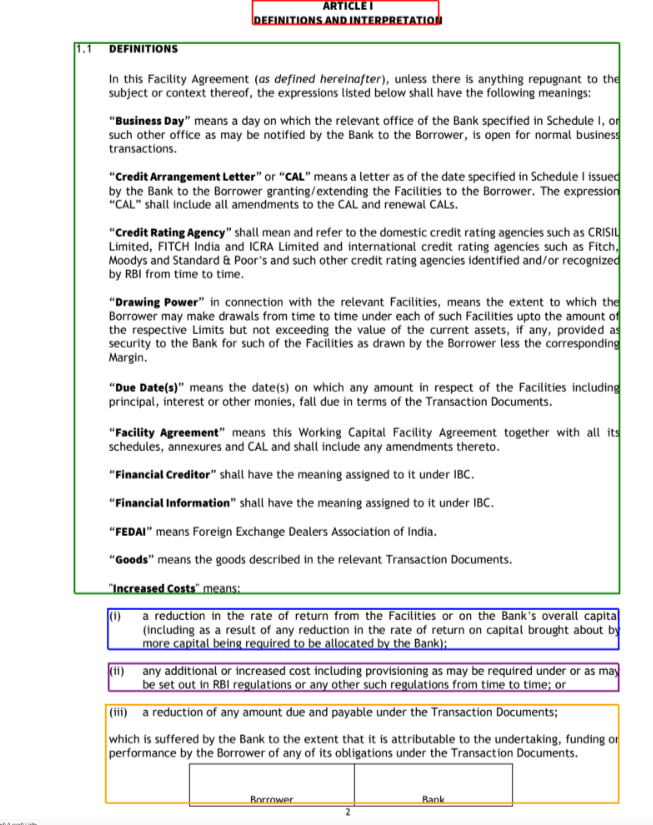 ARTICLE I
DEFINITIONS AND INTERPRETATION
1.1 DEFINITIONS
In this Facility Agreement (as defined hereinafter), unless there is anything repugnant to the
subject or context thereof, the expressions listed below shall have the following meanings:
“Business Day” means a day on which the relevant office of the Bank specified in Schedule I, or
such other office as may be notified by the Bank to the Borrower, is open for normal business
transactions.
“Credit Arrangement Letter” or “CAL” means a letter as of the date specified in Schedule I issued
by the Bank to the Borrower granting/extending the Facilities to the Borrower. The expression
“CAL” shall include all amendments to the CAL and renewal CALs.
“Credit Rating Agency” shall mean and refer to the domestic credit rating agencies such as CRISIL
Limited, FITCH India and ICRA Limited and international credit rating agencies such as Fitch,
Moodys and Standard & Poor’s and such other credit rating agencies identified and/or recognized
by RBI from time to time.
“Drawing Power” in connection with the relevant Facilities, means the extent to which the
Borrower may make drawals from time to time under each of such Facilities upto the amount of
the respective Limits but not exceeding the value of the current assets, if any, provided as
security to the Bank for such of the Facilities as drawn by the Borrower less the corresponding
Margin.
“Due Date(s)” means the date(s) on which any amount in respect of the Facilities including
principal, interest or other monies, fall due in terms of the Transaction Documents.
“Facility Agreement” means this Working Capital Facility Agreement together with all its
schedules, annexures and CAL and shall include any amendments thereto.
“Financial Creditor” shall have the meaning assigned to it under IBC.
“Financial Information” shall have the meaning assigned to it under IBC.
“FEDAI” means Foreign Exchange Dealers Association of India.
“Goods” means the goods described in the relevant Transaction Documents.
"Increased Costs" means:
(i) a reduction in the rate of return from the Facilities or on the Bank’s overall capita
(including as a result of any reduction in the rate of return on capital brought about by
more capital being required to be allocated by the Bank);
(ii) any additional or increased cost including provisioning as may be required under or as may
be set out in RBI regulations or any other such regulations from time to time; or
(iii) a reduction of any amount due and payable under the Transaction Documents;
which is suffered by the Bank to the extent that it is attributable to the undertaking, funding or
performance by the Borrower of any of its obligations under the Transaction Documents.
Borrower Bank
2